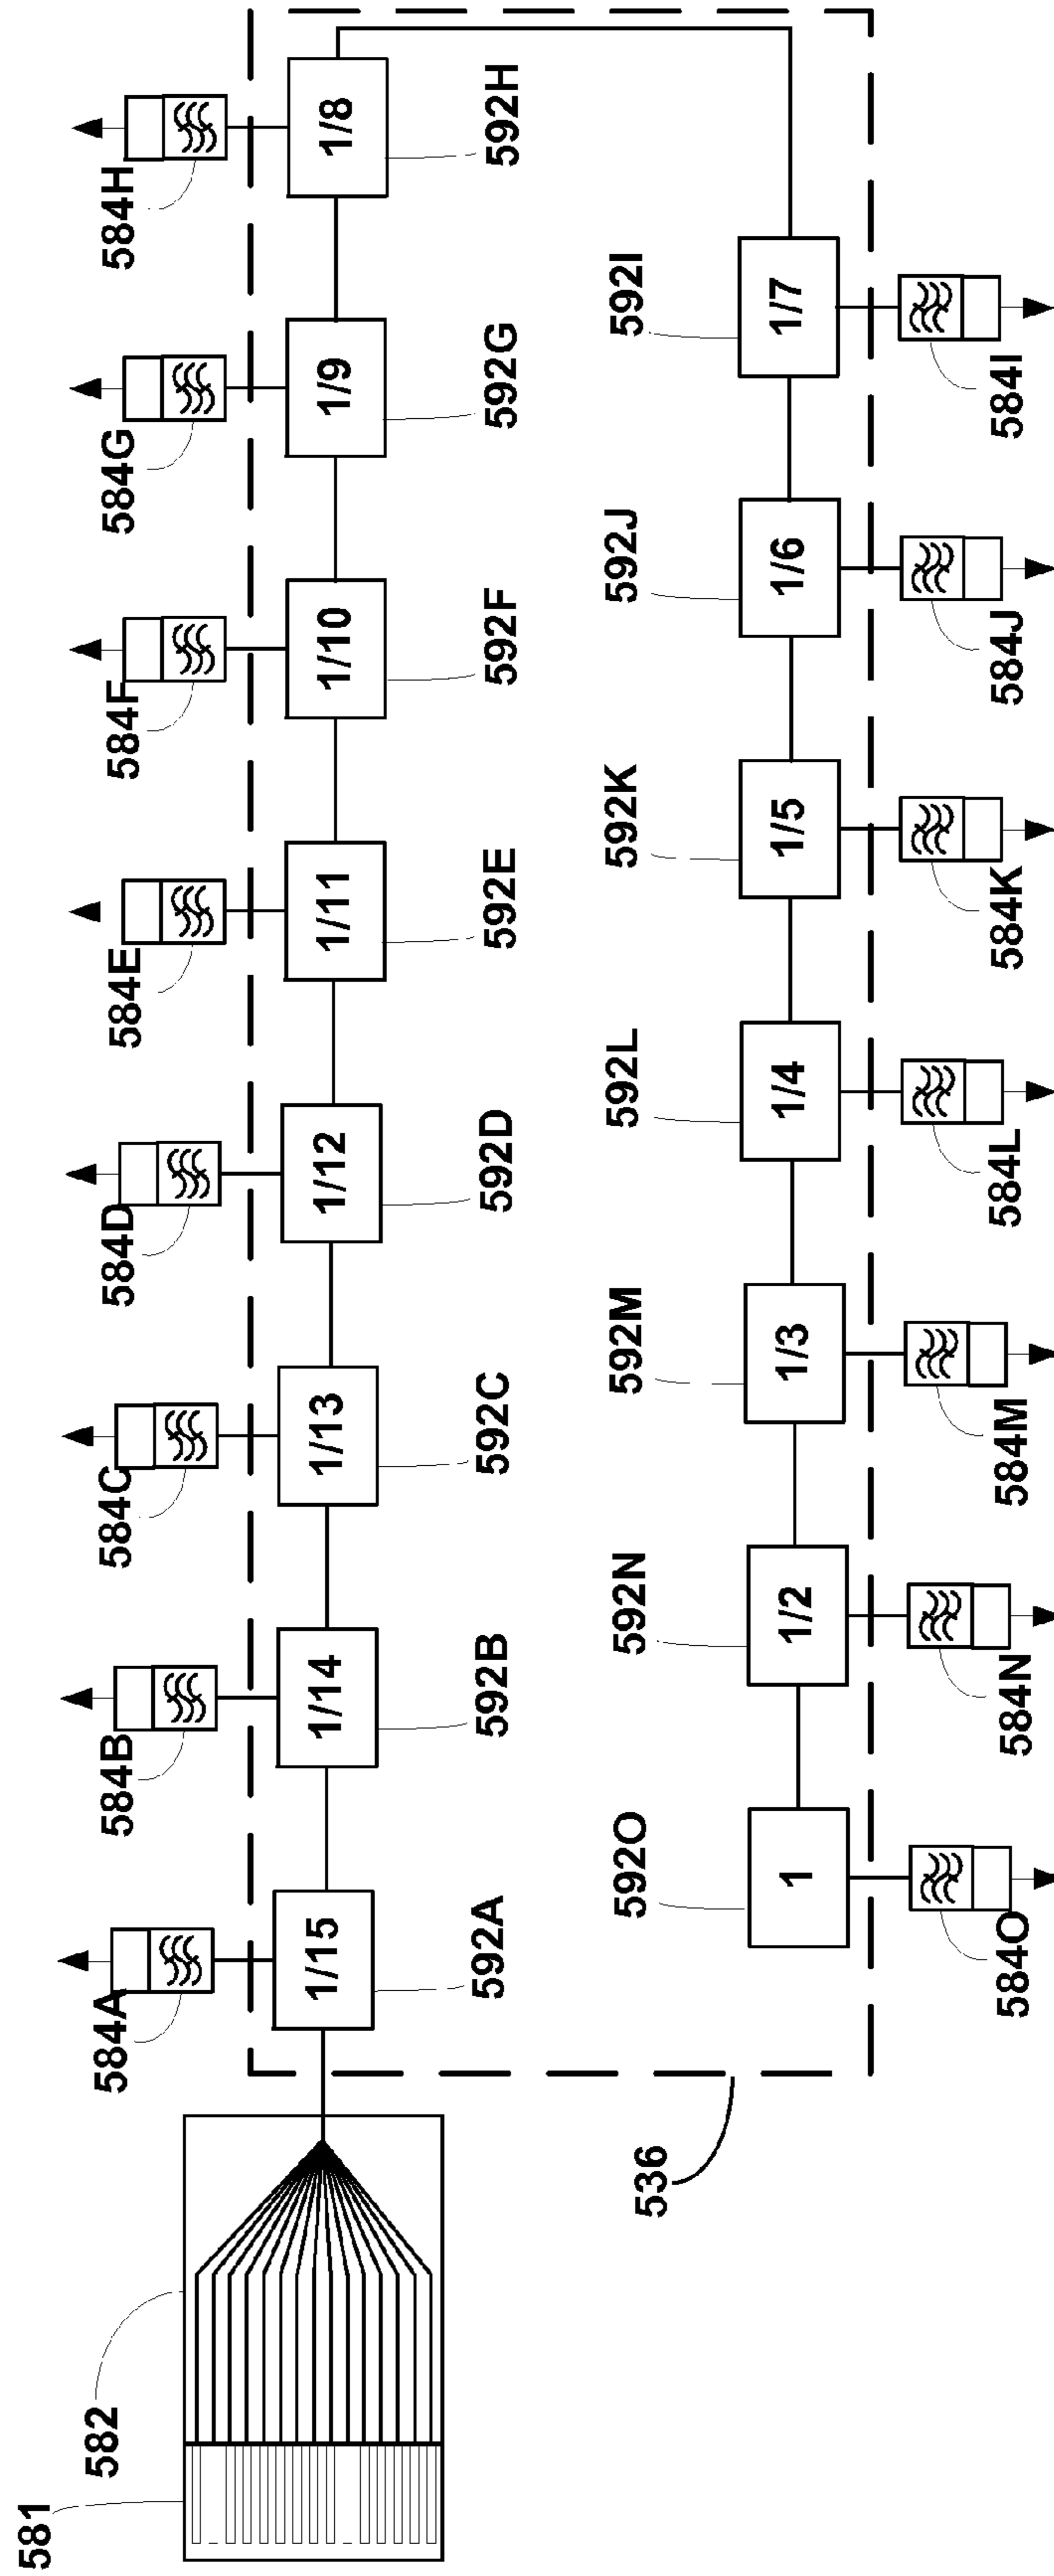 584A
584B
584C
584D
584E
584F
584G
584H
581
582
1/15
1/14
1/13
1/12
1/11
1/10
1/9
1/8
592A
592B
592C
592D
592E
592F
592G
592H
536
592O
592N
592M
592L
592K
592J
592I
1
1/2
1/3
1/4
1/5
1/6
1/7
584O
584N
584M
584L
584K
584J
584I